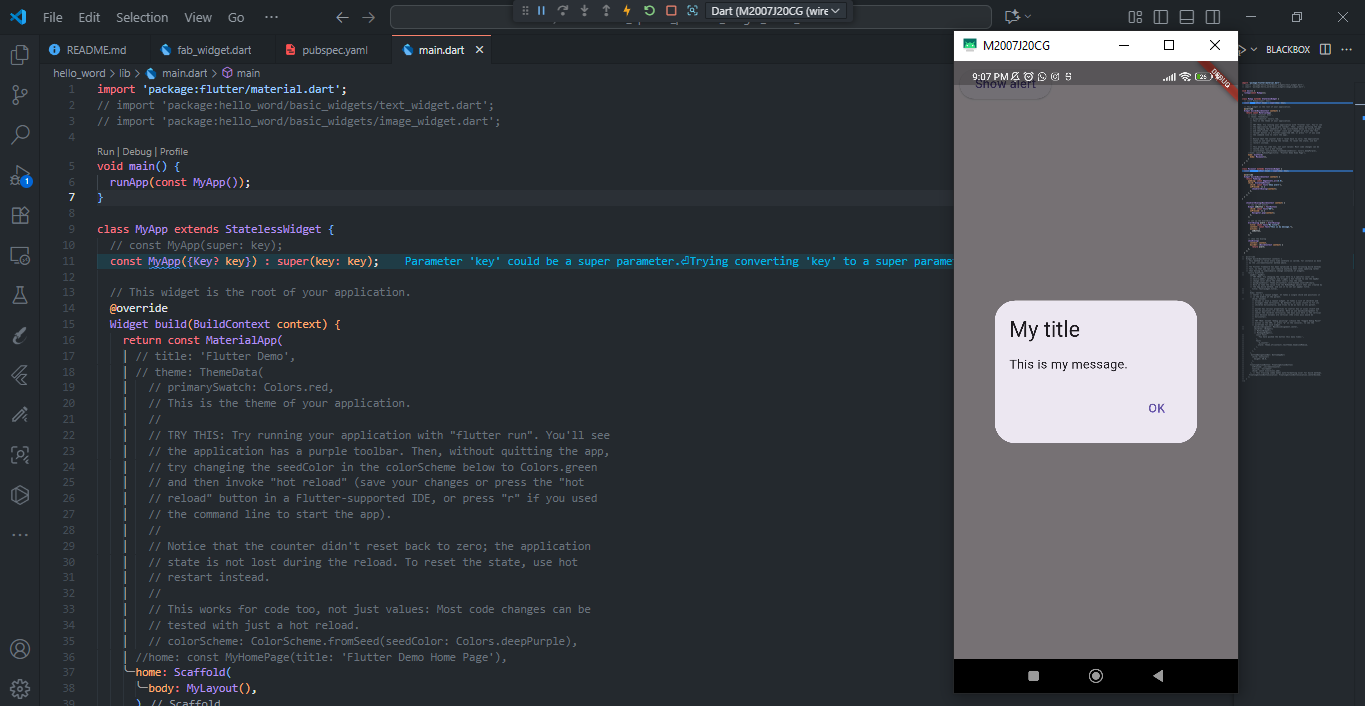 File Edit Selection View Go ···
Dart (M2007J20CG (wire
README.md fab_widget.dart pubspec.yaml main.dart
BLACKBOX
hello_word > lib > main.dart > main
1 import 'package:flutter/material.dart';
2 // import 'package:hello_word/basic_widgets/text_widget.dart';
3 // import 'package:hello_word/basic_widgets/image_widget.dart';
4
Run | Debug | Profile
5 void main() {
6 runApp(const MyApp());
7 }
8
9 class MyApp extends StatelessWidget {
10 // const MyApp(super: key);
11 const MyApp({Key? key}) : super(key: key); Parameter 'key' could be a super parameter.⏎Trying converting 'key' to a super parame
12
13 // This widget is the root of your application.
14 @override
15 Widget build(BuildContext context) {
16 return const MaterialApp(
17 // title: 'Flutter Demo',
18 // theme: ThemeData(
19 // primarySwatch: Colors.red,
20 // This is the theme of your application.
21 //
22 // TRY THIS: Try running your application with "flutter run". You'll see
23 // the application has a purple toolbar. Then, without quitting the app,
24 // try changing the seedColor in the colorScheme below to Colors.green
25 // and then invoke "hot reload" (save your changes or press the "hot
26 // reload" button in a Flutter-supported IDE, or press "r" if you used
27 // the command line to start the app).
28 //
29 // Notice that the counter didn't reset back to zero; the application
30 // state is not lost during the reload. To reset the state, use hot
31 // restart instead.
32 //
33 // This works for code too, not just values: Most code changes can be
34 // tested with just a hot reload.
35 // colorScheme: ColorScheme.fromSeed(seedColor: Colors.deepPurple),
36 //home: const MyHomePage(title: 'Flutter Demo Home Page'),
37 home: Scaffold(
38 body: MyLayout(),
39 ) // Scaffold
1
M2007J20CG
9:07 PM
25
DEBUG
Show alert
My title
This is my message.
OK